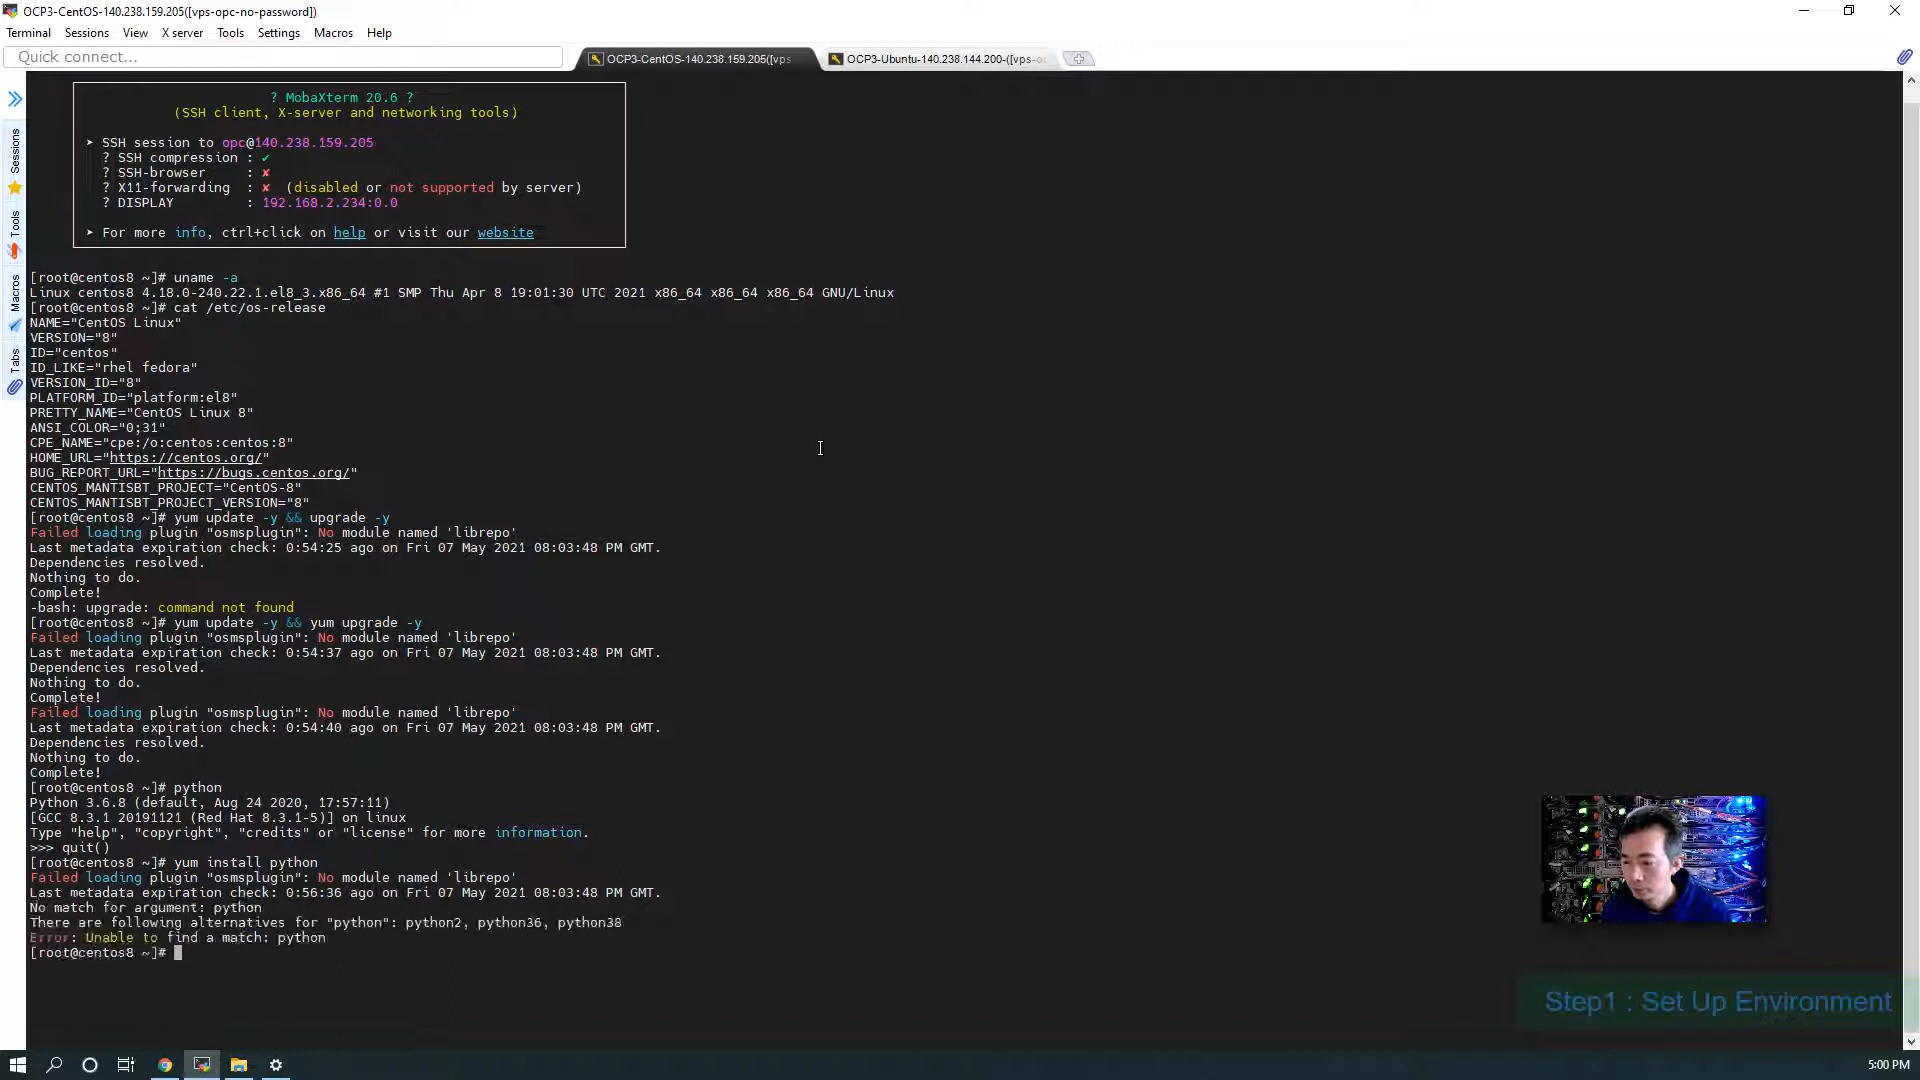 OCP3-CentOS-140.238.159.205([vps-opc-no-password])
Terminal Sessions View X server Tools Settings Macros Help
Quick connect...
OCP3-CentOS-140.238.159.205([vps
OCP3-Ubuntu-140.238.144.200-([vps-o
Sessions
Tools
Macros
Tabs
? MobaXterm 20.6 ?
(SSH client, X-server and networking tools)
➤ SSH session to opc@140.238.159.205
? SSH compression : ✔
? SSH-browser     : ✘
? X11-forwarding  : ✘  (disabled or not supported by server)
? DISPLAY         : 192.168.2.234:0.0
➤ For more info, ctrl+click on help or visit our website
[root@centos8 ~]# uname -a
Linux centos8 4.18.0-240.22.1.el8_3.x86_64 #1 SMP Thu Apr 8 19:01:30 UTC 2021 x86_64 x86_64 x86_64 GNU/Linux
[root@centos8 ~]# cat /etc/os-release
NAME="CentOS Linux"
VERSION="8"
ID="centos"
ID_LIKE="rhel fedora"
VERSION_ID="8"
PLATFORM_ID="platform:el8"
PRETTY_NAME="CentOS Linux 8"
ANSI_COLOR="0;31"
CPE_NAME="cpe:/o:centos:centos:8"
HOME_URL="https://centos.org/"
BUG_REPORT_URL="https://bugs.centos.org/"
CENTOS_MANTISBT_PROJECT="CentOS-8"
CENTOS_MANTISBT_PROJECT_VERSION="8"
[root@centos8 ~]# yum update -y && upgrade -y
Failed loading plugin "osmsplugin": No module named 'librepo'
Last metadata expiration check: 0:54:25 ago on Fri 07 May 2021 08:03:48 PM GMT.
Dependencies resolved.
Nothing to do.
Complete!
-bash: upgrade: command not found
[root@centos8 ~]# yum update -y && yum upgrade -y
Failed loading plugin "osmsplugin": No module named 'librepo'
Last metadata expiration check: 0:54:37 ago on Fri 07 May 2021 08:03:48 PM GMT.
Dependencies resolved.
Nothing to do.
Complete!
Failed loading plugin "osmsplugin": No module named 'librepo'
Last metadata expiration check: 0:54:40 ago on Fri 07 May 2021 08:03:48 PM GMT.
Dependencies resolved.
Nothing to do.
Complete!
[root@centos8 ~]# python
Python 3.6.8 (default, Aug 24 2020, 17:57:11)
[GCC 8.3.1 20191121 (Red Hat 8.3.1-5)] on linux
Type "help", "copyright", "credits" or "license" for more information.
>>> quit()
[root@centos8 ~]# yum install python
Failed loading plugin "osmsplugin": No module named 'librepo'
Last metadata expiration check: 0:56:36 ago on Fri 07 May 2021 08:03:48 PM GMT.
No match for argument: python
There are following alternatives for "python": python2, python36, python38
Error: Unable to find a match: python
[root@centos8 ~]#
Step1 : Set Up Environment
5:00 PM